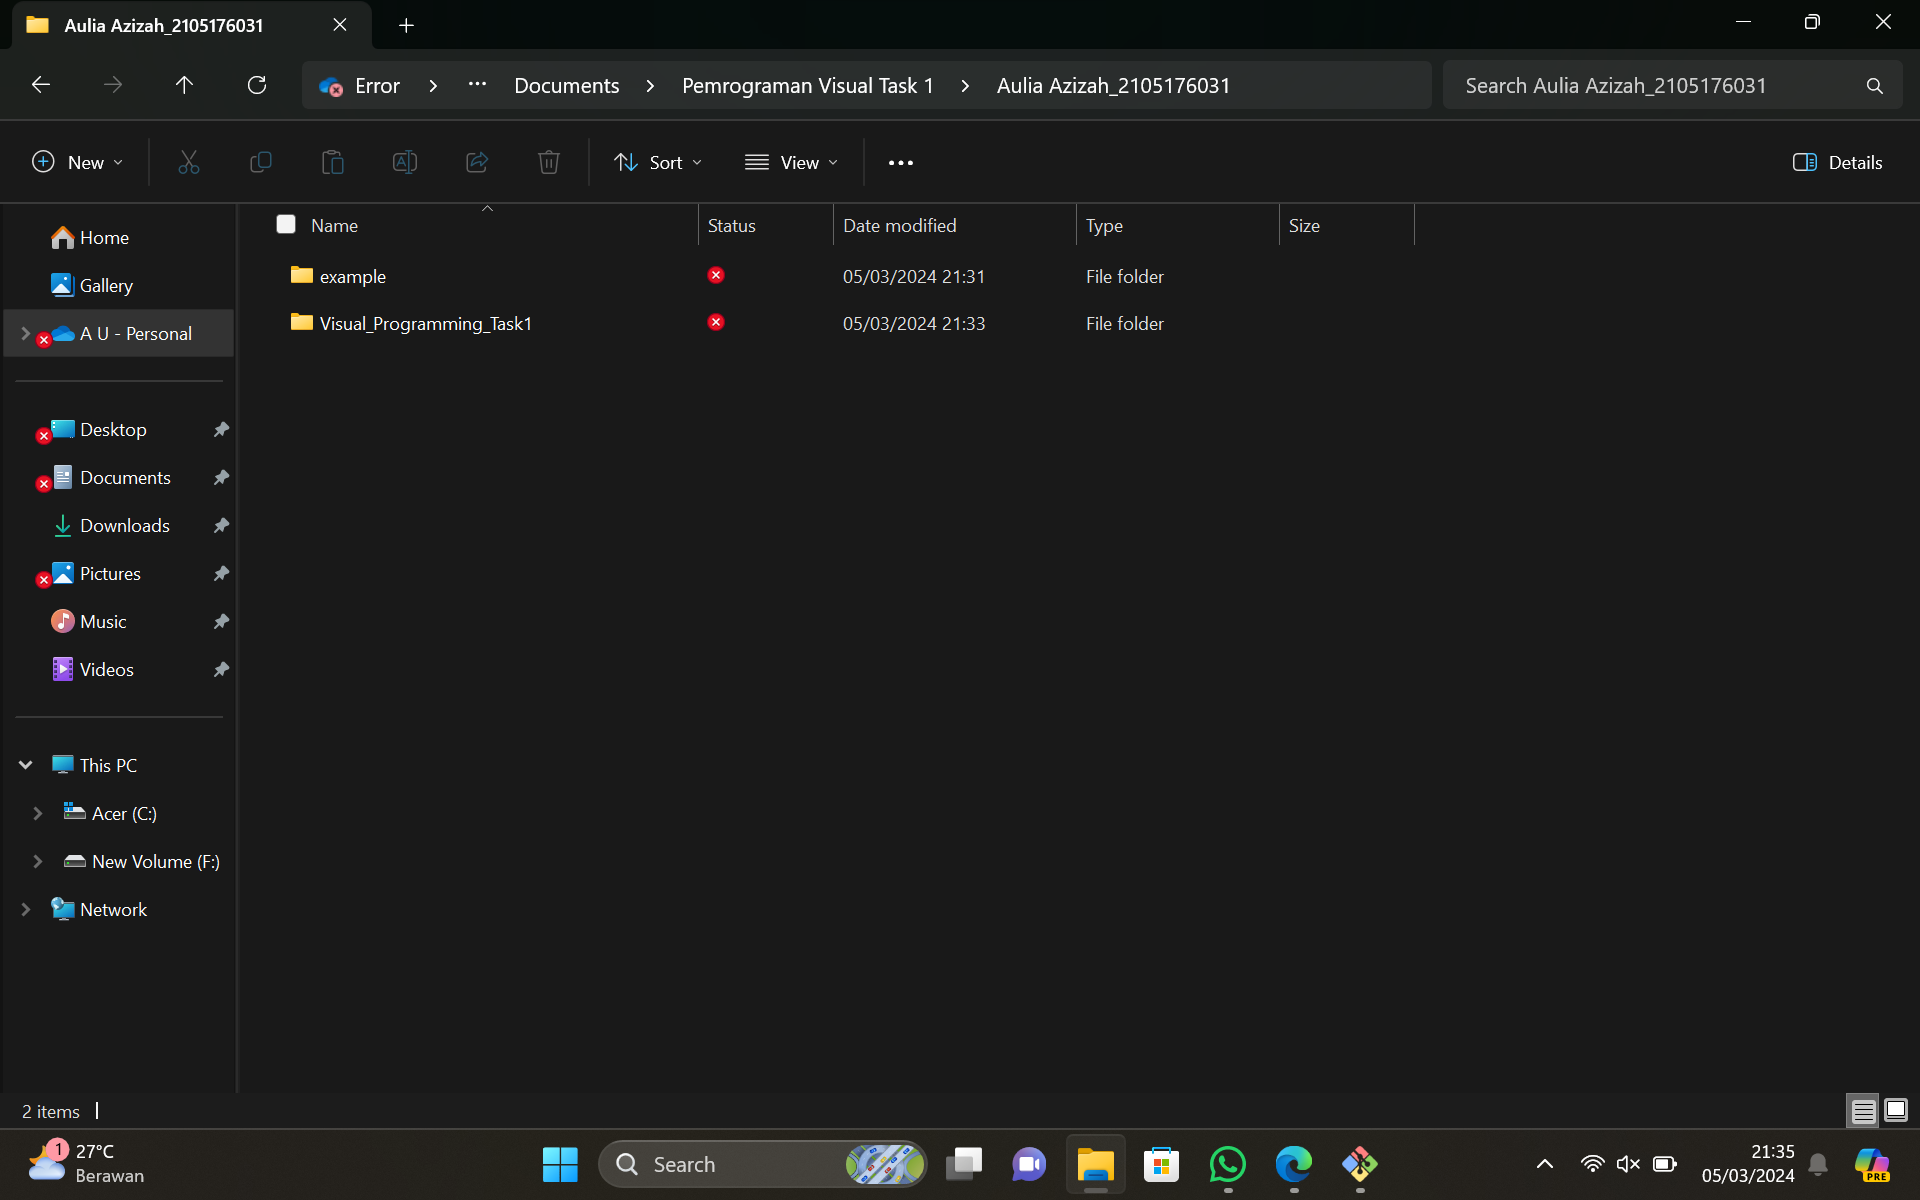 Aulia Azizah_2105176031
Error > ... Documents > Pemrograman Visual Task 1 > Aulia Azizah_2105176031
Search Aulia Azizah_2105176031
New Sort View ... Details
Name Status Date modified Type Size
example 05/03/2024 21:31 File folder
Visual_Programming_Task1 05/03/2024 21:33 File folder
Home
Gallery
A U - Personal
Desktop
Documents
Downloads
Pictures
Music
Videos
This PC
Acer (C:)
New Volume (F:)
Network
2 items
1 27°C
Berawan
Search
PRE
21:35
05/03/2024